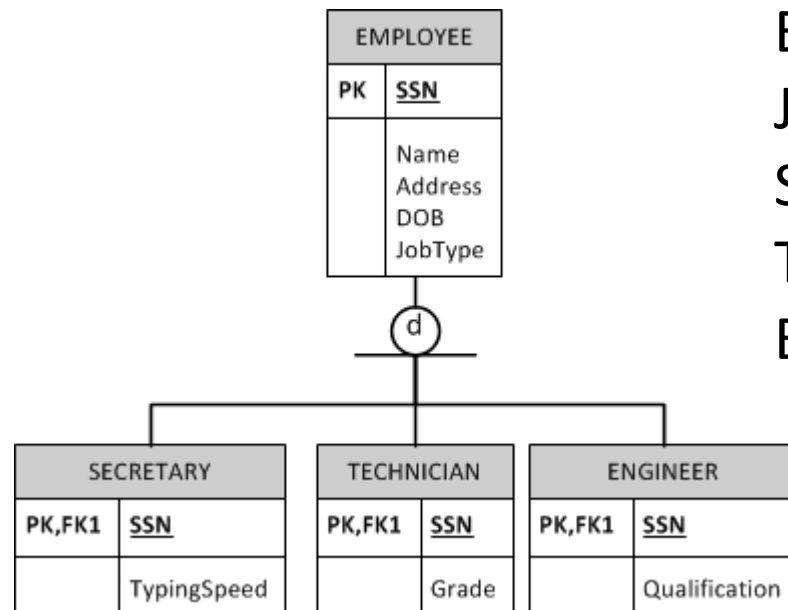 EMPLOYEE
PK SSN
Name
Address
DOB
JobType
d
SECRETARY
PK,FK1 SSN
TypingSpeed
TECHNICIAN
PK,FK1 SSN
Grade
ENGINEER
PK,FK1 SSN
Qualification